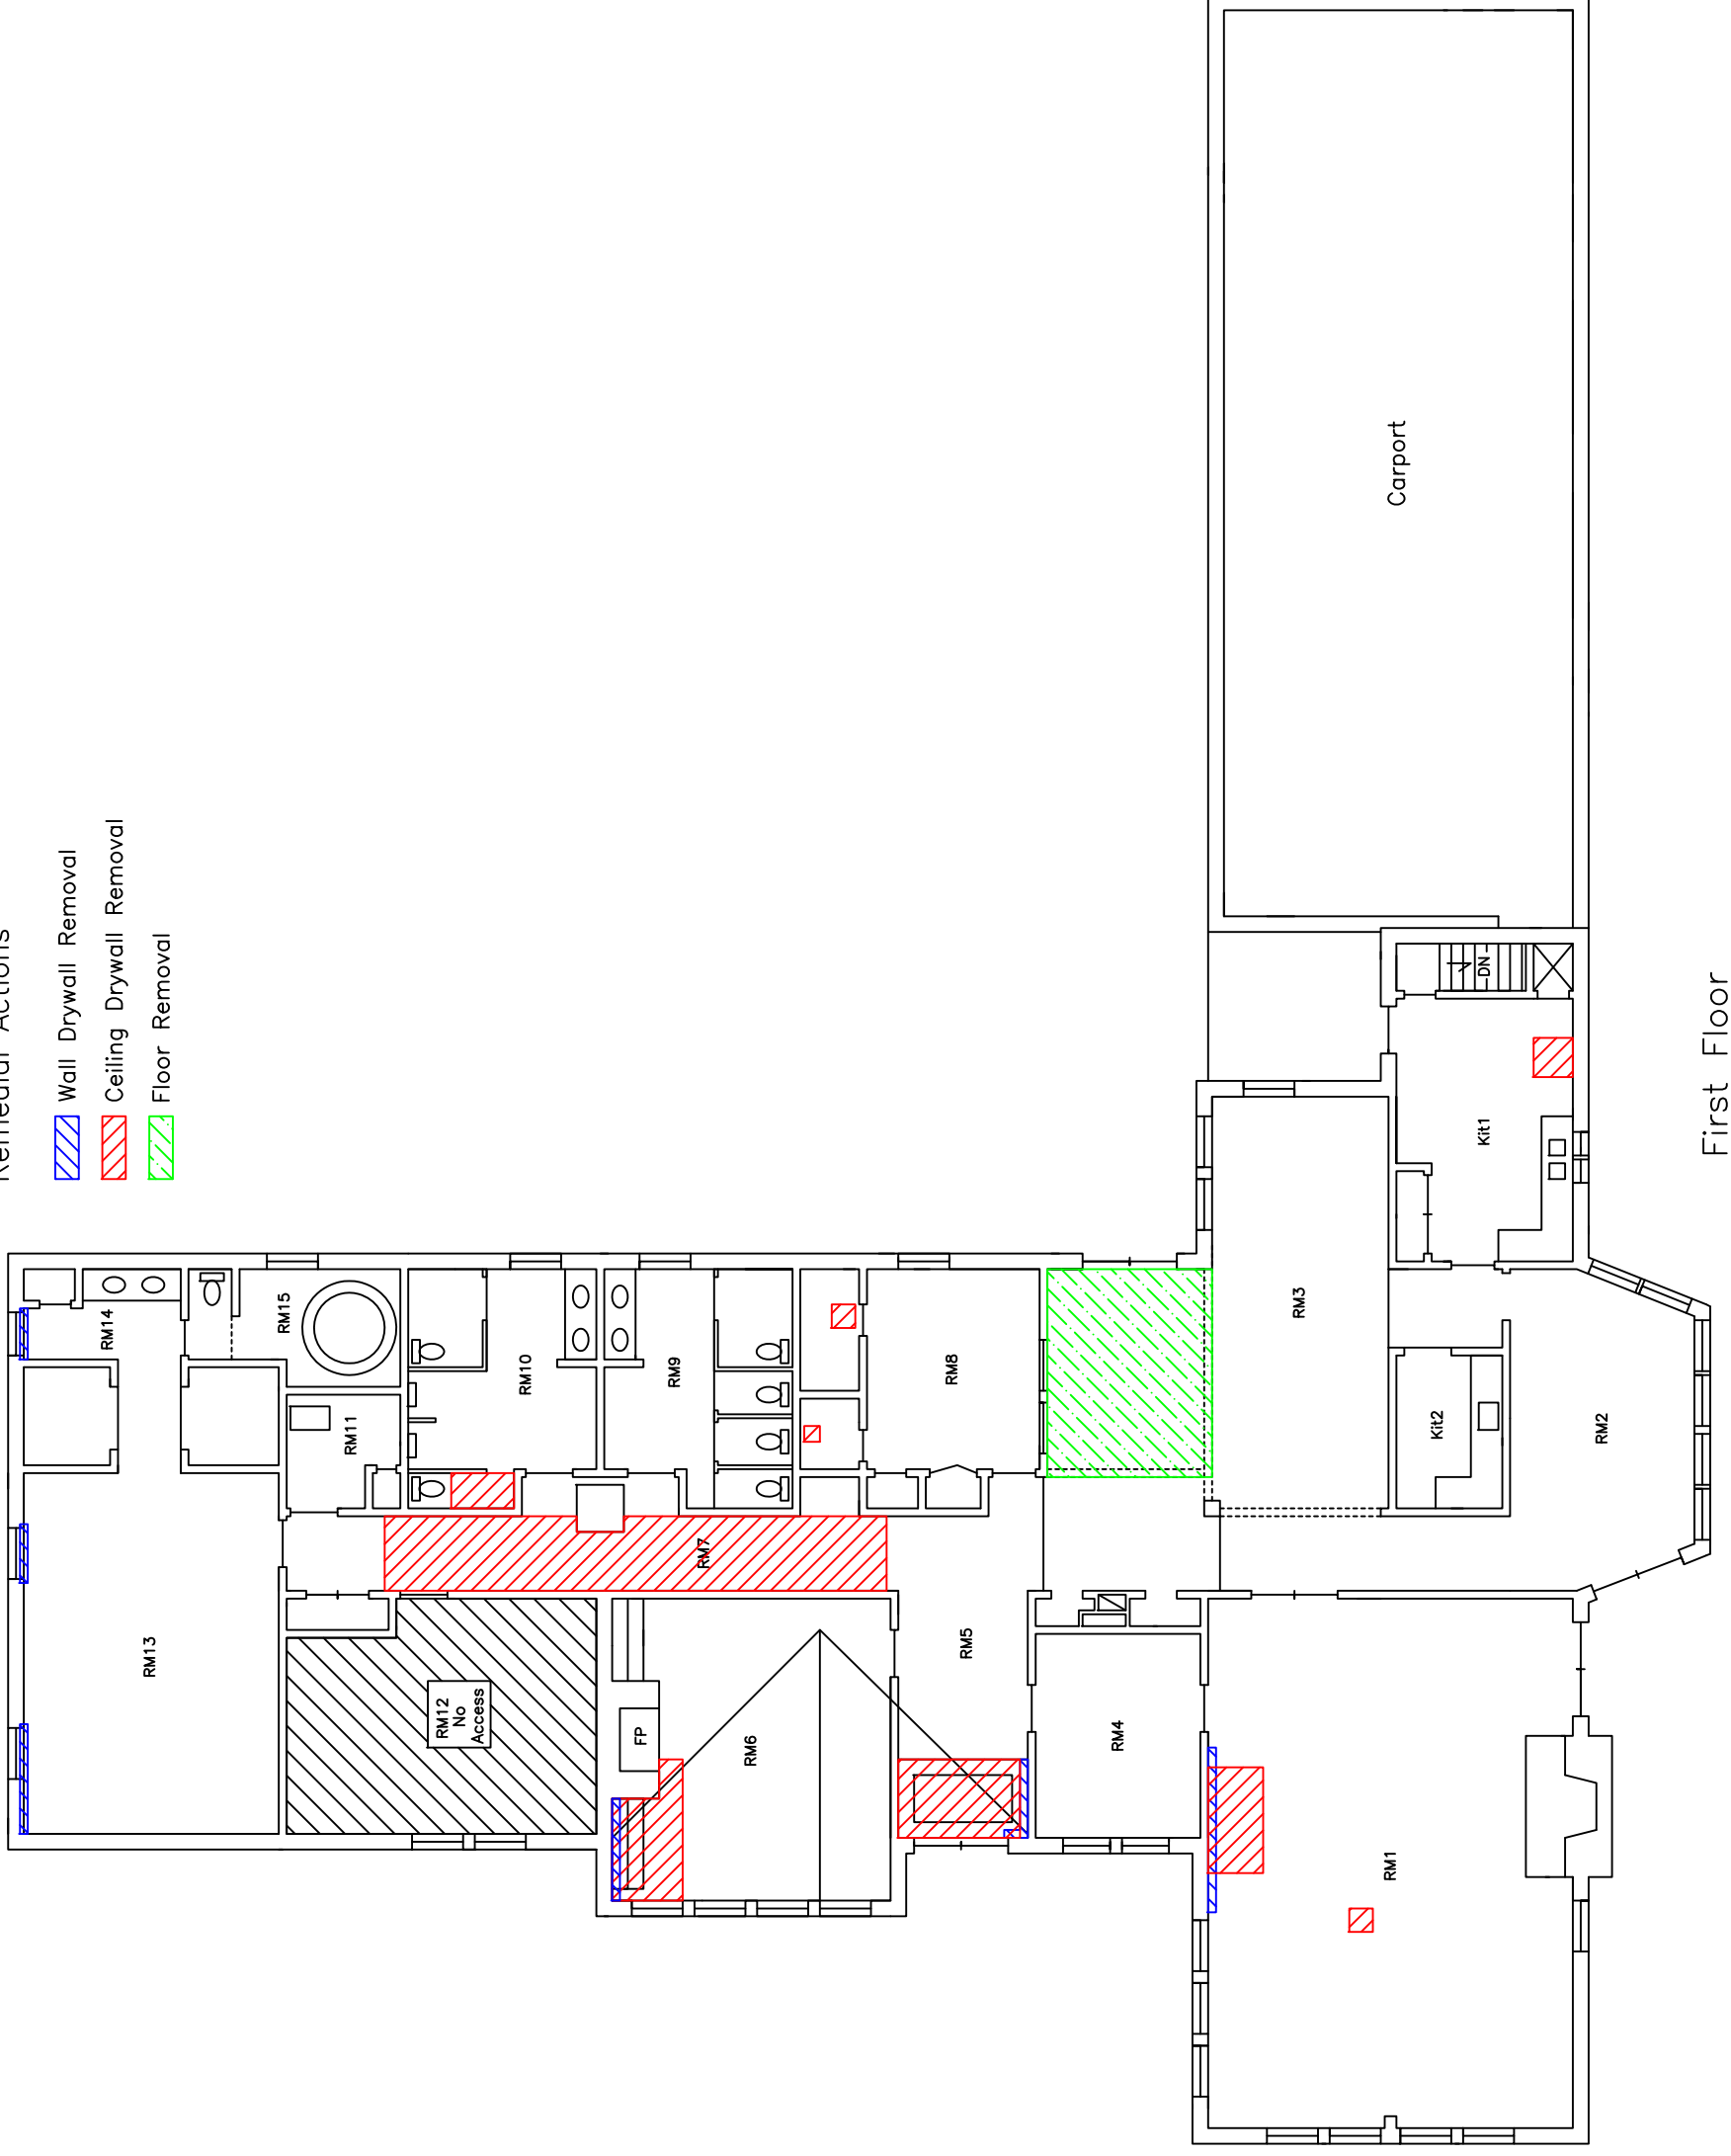 Remedial Actions
Wall Drywall Removal
Ceiling Drywall Removal
Floor Removal
RM13
RM14
RM15
RM11
RM12
No
Access
RM10
RM9
RM7
FP
RM6
RM8
RM5
RM4
RM3
RM1
Kit2
Kit1
DN
RM2
Carport
First Floor